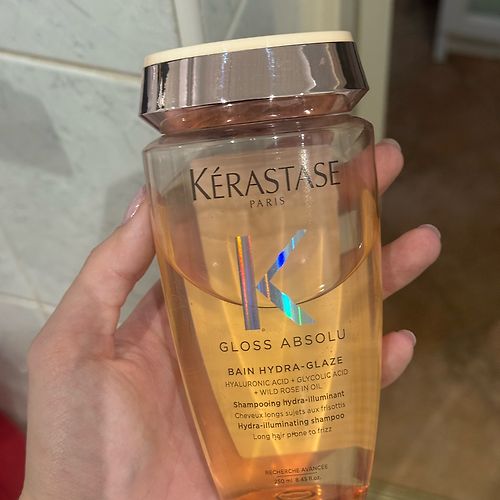 KÉRASTASE
PARIS
K
GLOSS ABSOLU
BAIN HYDRA-GLAZE
HYALURONIC ACID + GLYCOLIC ACID
+ WILD ROSE IN OIL
Shampooing hydra-illuminant
Cheveux longs sujets aux frisottis
Hydra-illuminating shampoo
Long hair prone to frizz
RECHERCHE AVANCÉE
250 ml 8.45 fl.oz.